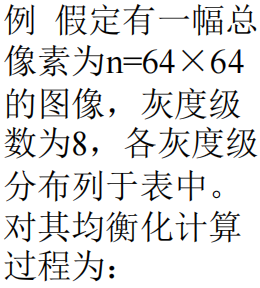 例 假定有一幅总
像素为n=64×64
的图像，灰度级
数为8，各灰度级
分布列于表中。
对其均衡化计算
过程为：